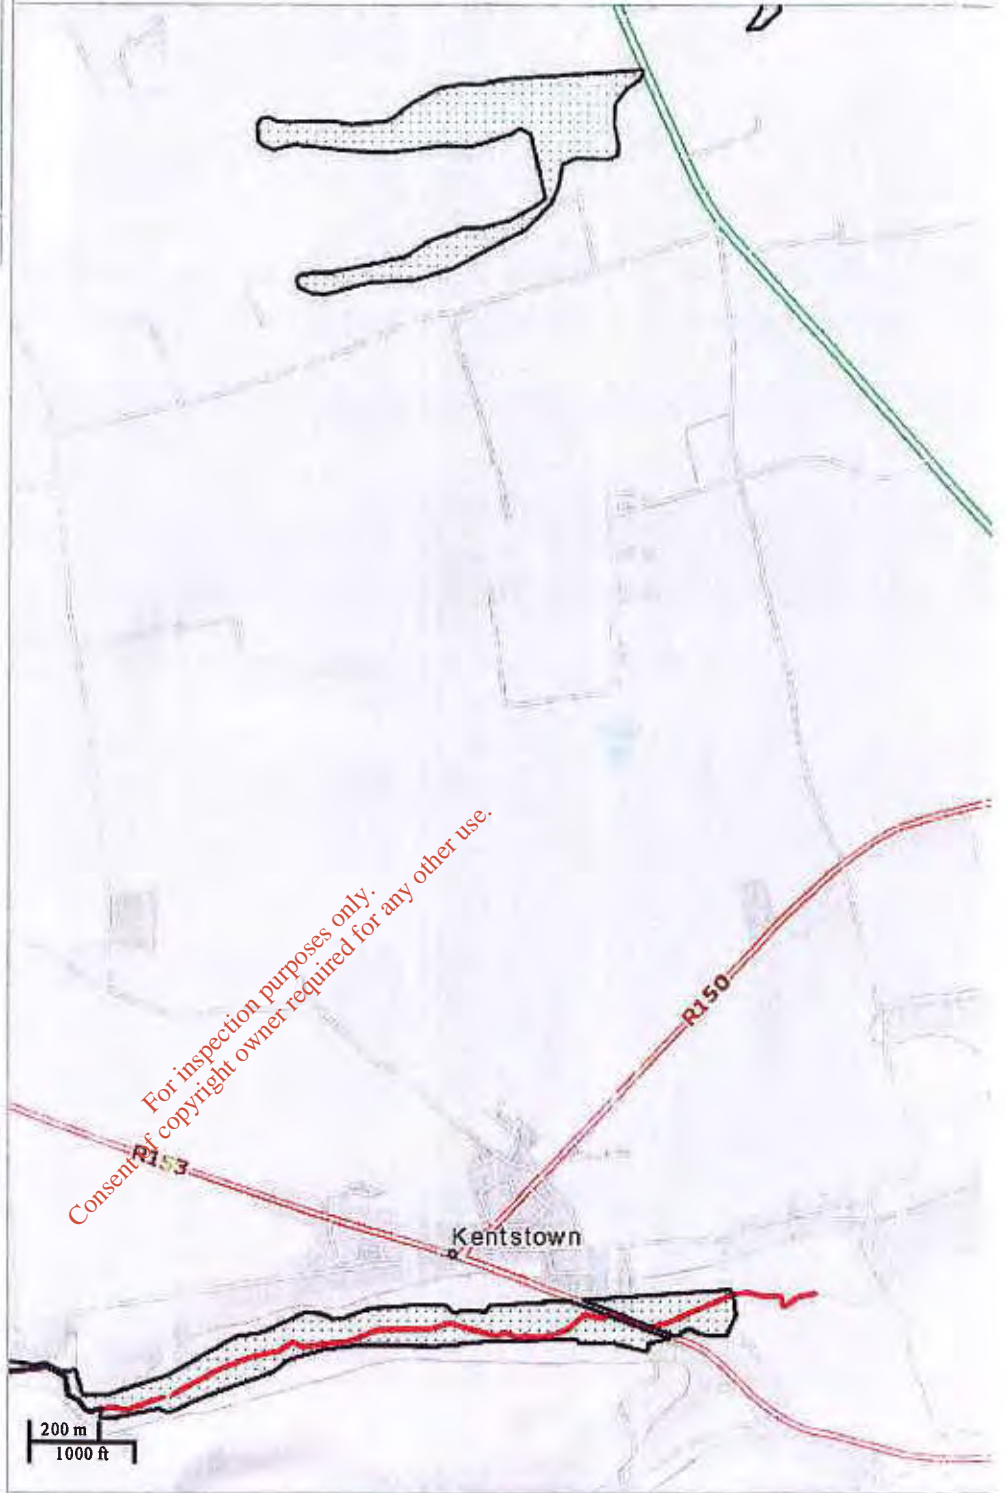 For inspection purposes only.
Consent of copyright owner required for any other use.
R150
R153
Kentstown
200 m
1000 ft